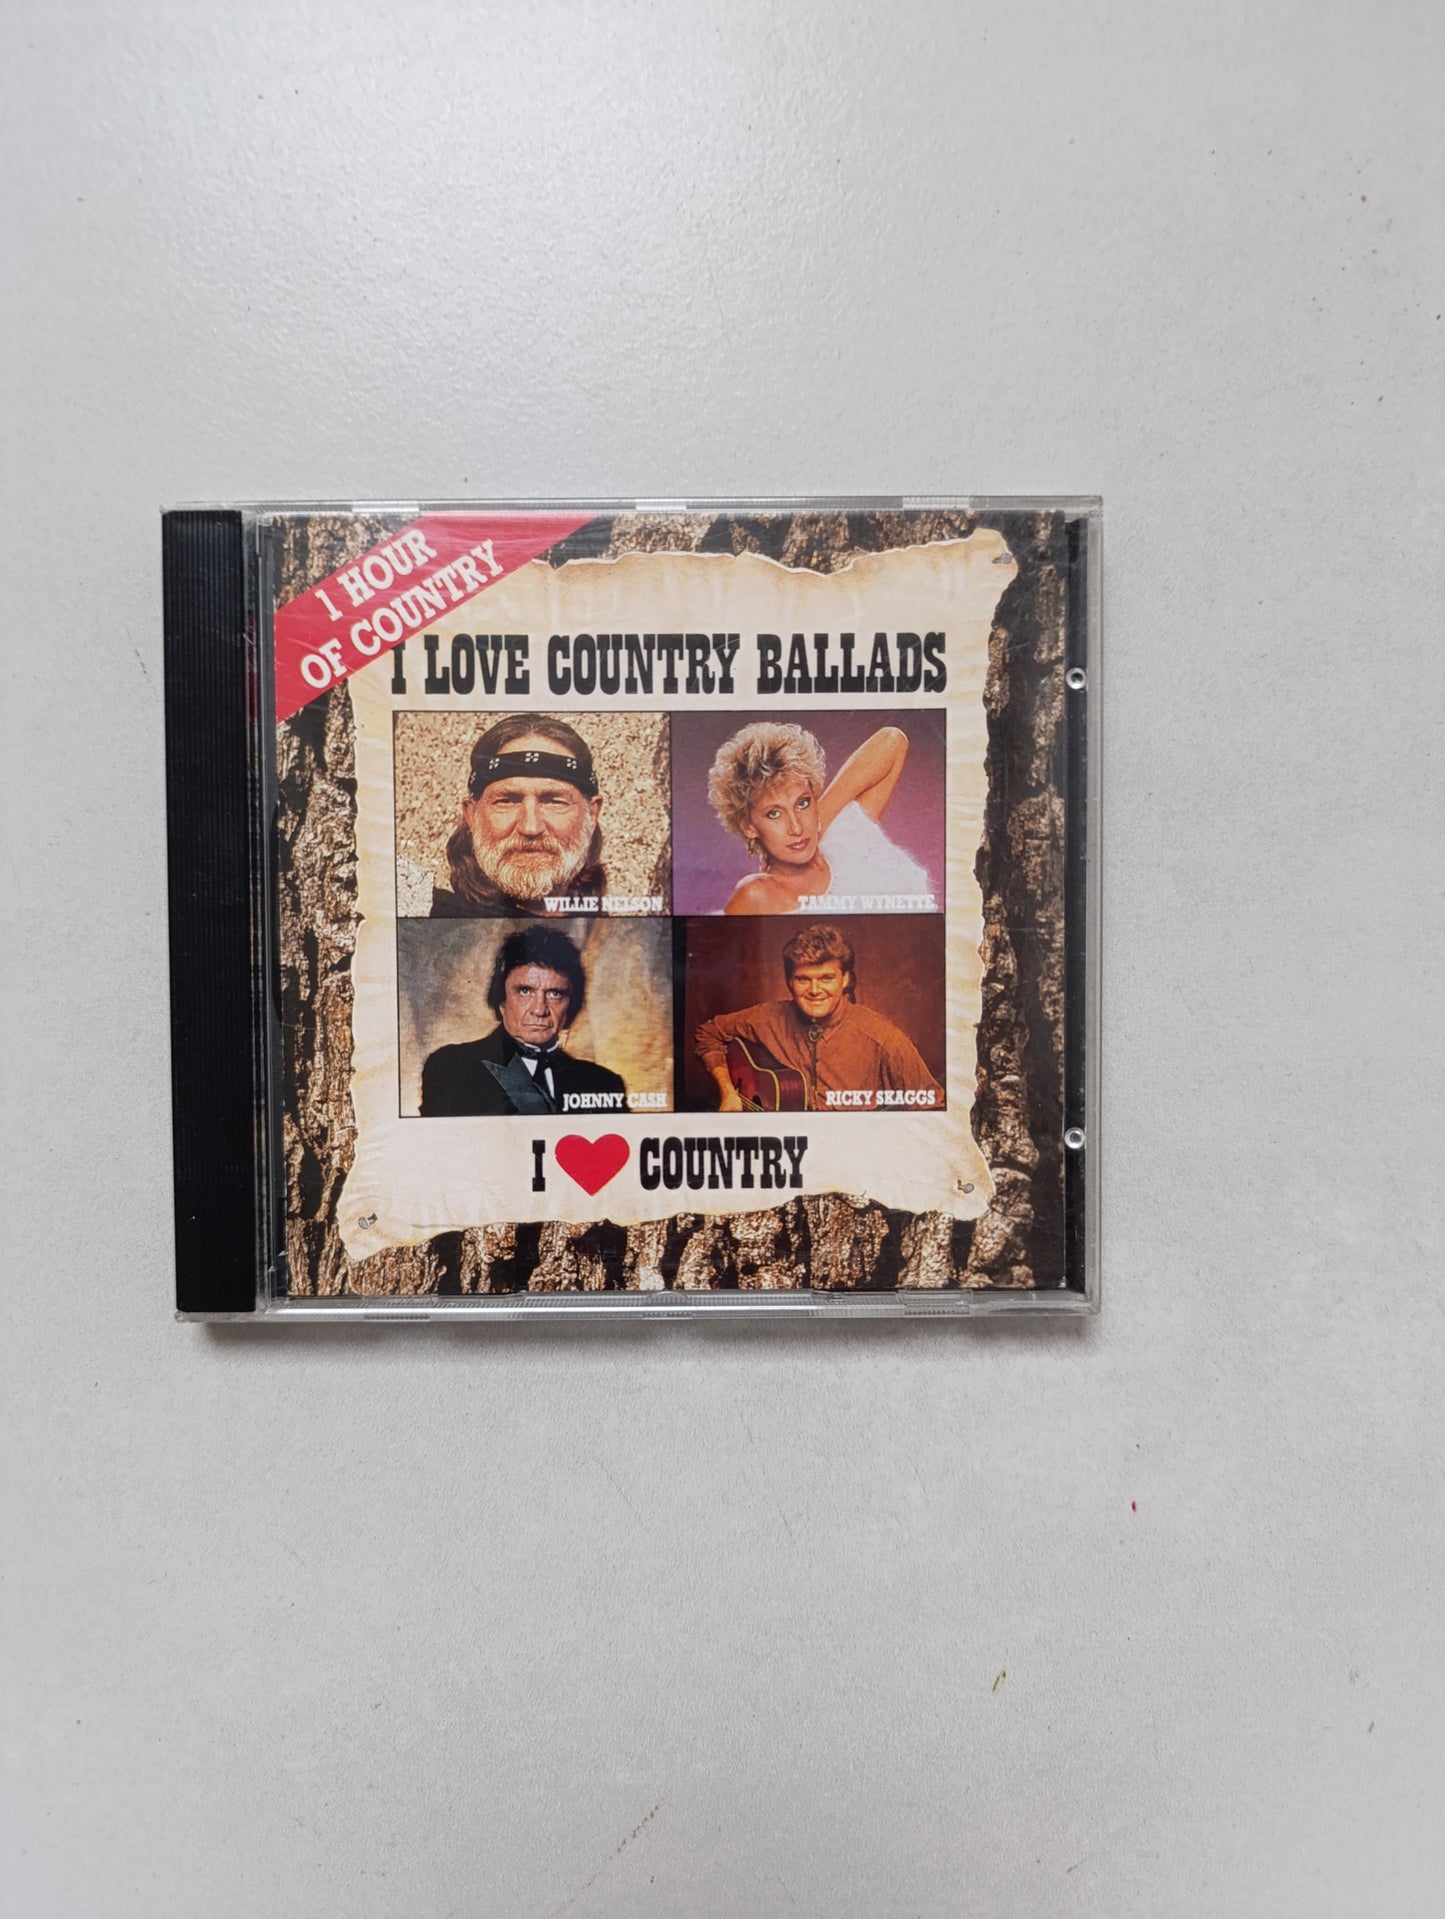 1 HOUR
OF COUNTRY
I LOVE COUNTRY BALLADS
WILLIE NELSON
TAMMY WYNETTE
JOHNNY CASH
RICKY SKAGGS
I ❤ COUNTRY